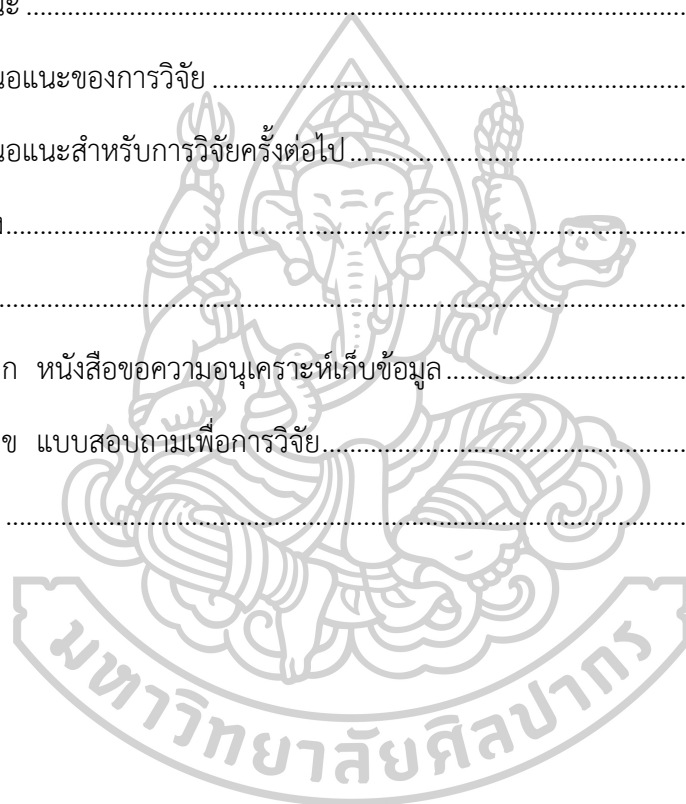 นะ ........................................................................................................
นอแนะของการวิจัย ........................................................................
นอแนะสำหรับการวิจัยครั้งต่อไป ...................................................
ก หนังสือขอความอนุเคราะห์เก็บข้อมูล .....................................
ข แบบสอบถามเพื่อการวิจัย .........................................................
มหาวิทยาลัยศิลปากร